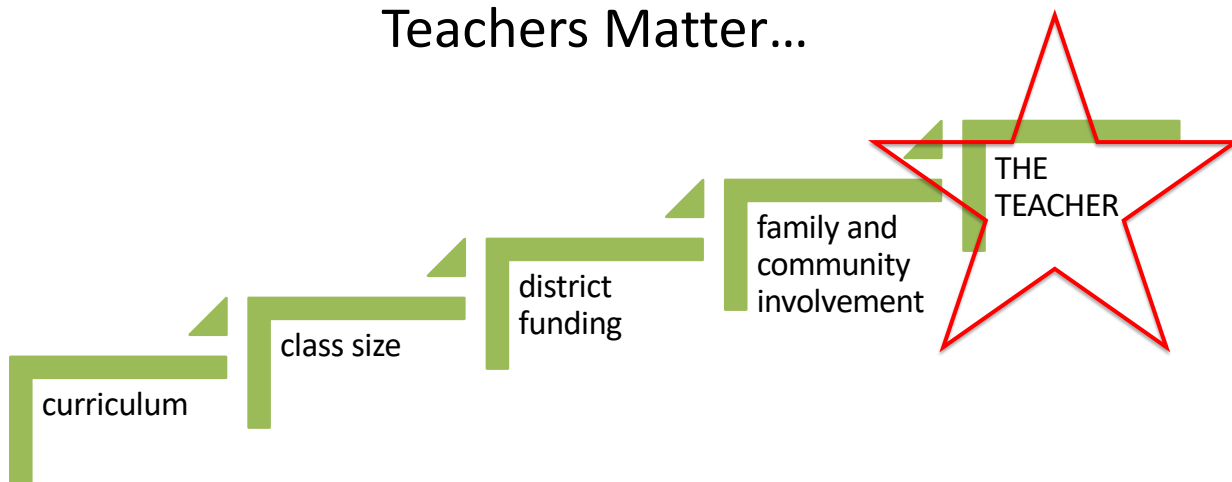 Teachers Matter…
THE
TEACHER
family and
community
involvement
district
funding
class size
curriculum